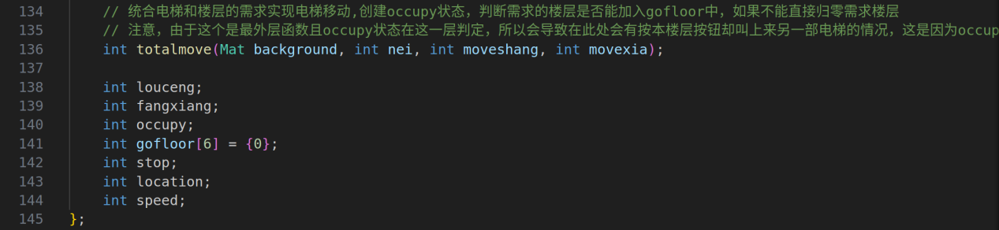 134 // 统合电梯和楼层的需求实现电梯移动,创建occupy状态，判断需求的楼层是否能加入gofloor中，如果不能直接归零需求楼层
135 // 注意，由于这个是最外层函数且occupy状态在这一层判定，所以会导致在此处会有按本楼层按钮却叫上来另一部电梯的情况，这是因为occup
136 int totalmove(Mat background, int nei, int moveshang, int movexia);
137
138 int louceng;
139 int fangxiang;
140 int occupy;
141 int gofloor[6] = {0};
142 int stop;
143 int location;
144 int speed;
145 };